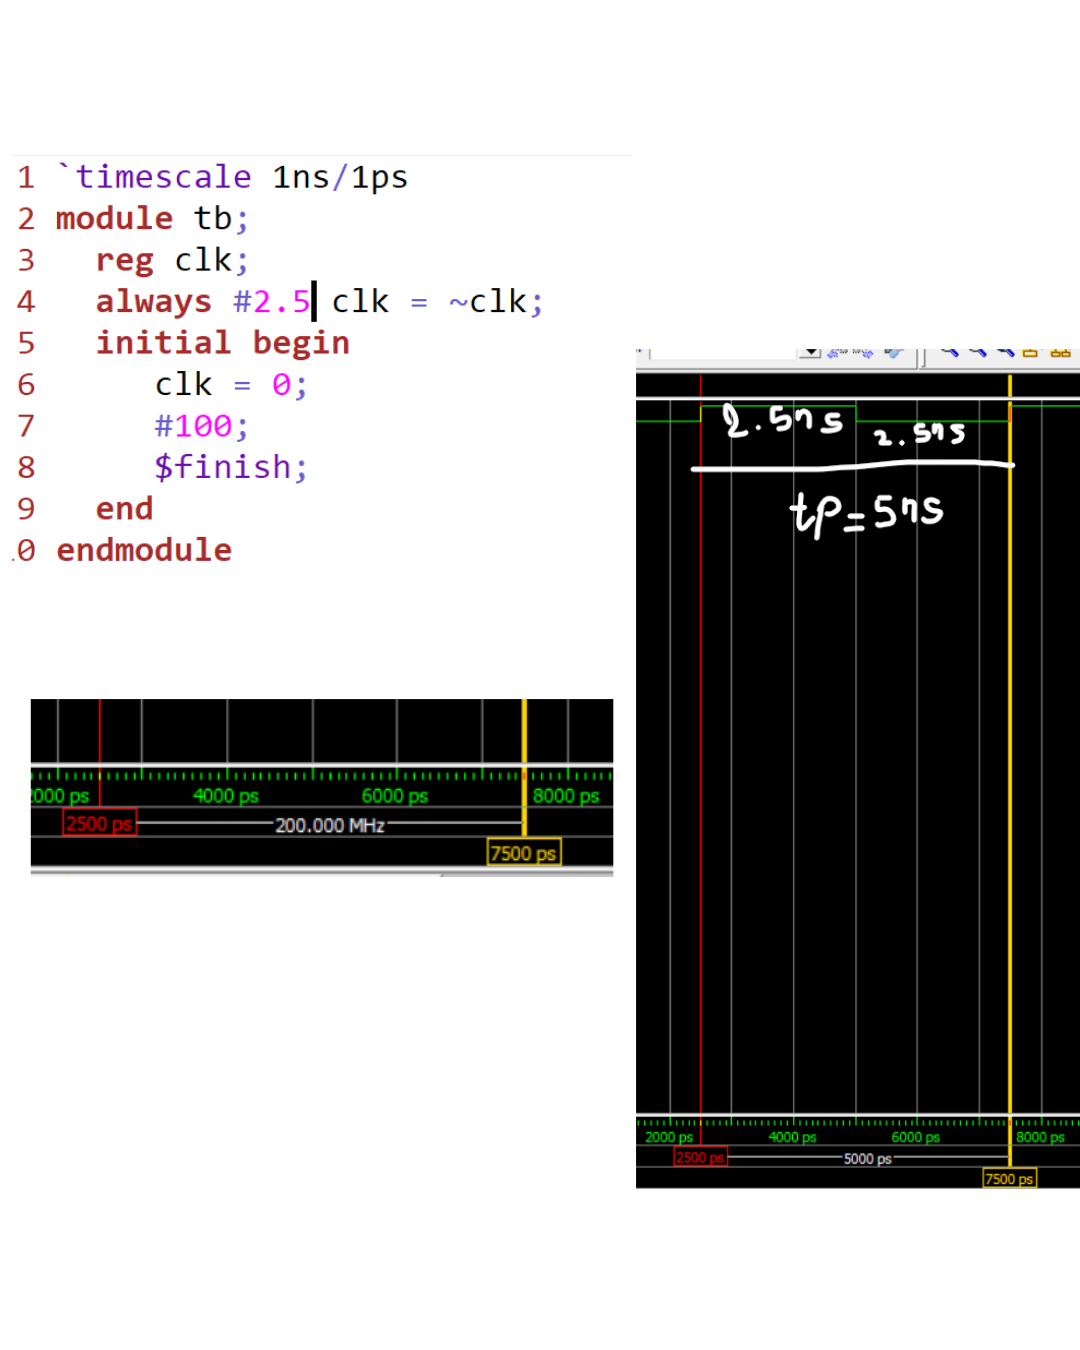 1 `timescale 1ns/1ps
2 module tb;
3 reg clk;
4 always #2.5 clk = ~clk;
5 initial begin
6 clk = 0;
7 #100;
8 $finish;
9 end
.0 endmodule
2.5ns 2.5ns
tp=5ns
2000 ps 4000 ps 6000 ps 8000 ps
2500 ps 200.000 MHz
7500 ps
2000 ps 4000 ps 6000 ps 8000 ps
2500 ps 5000 ps
7500 ps